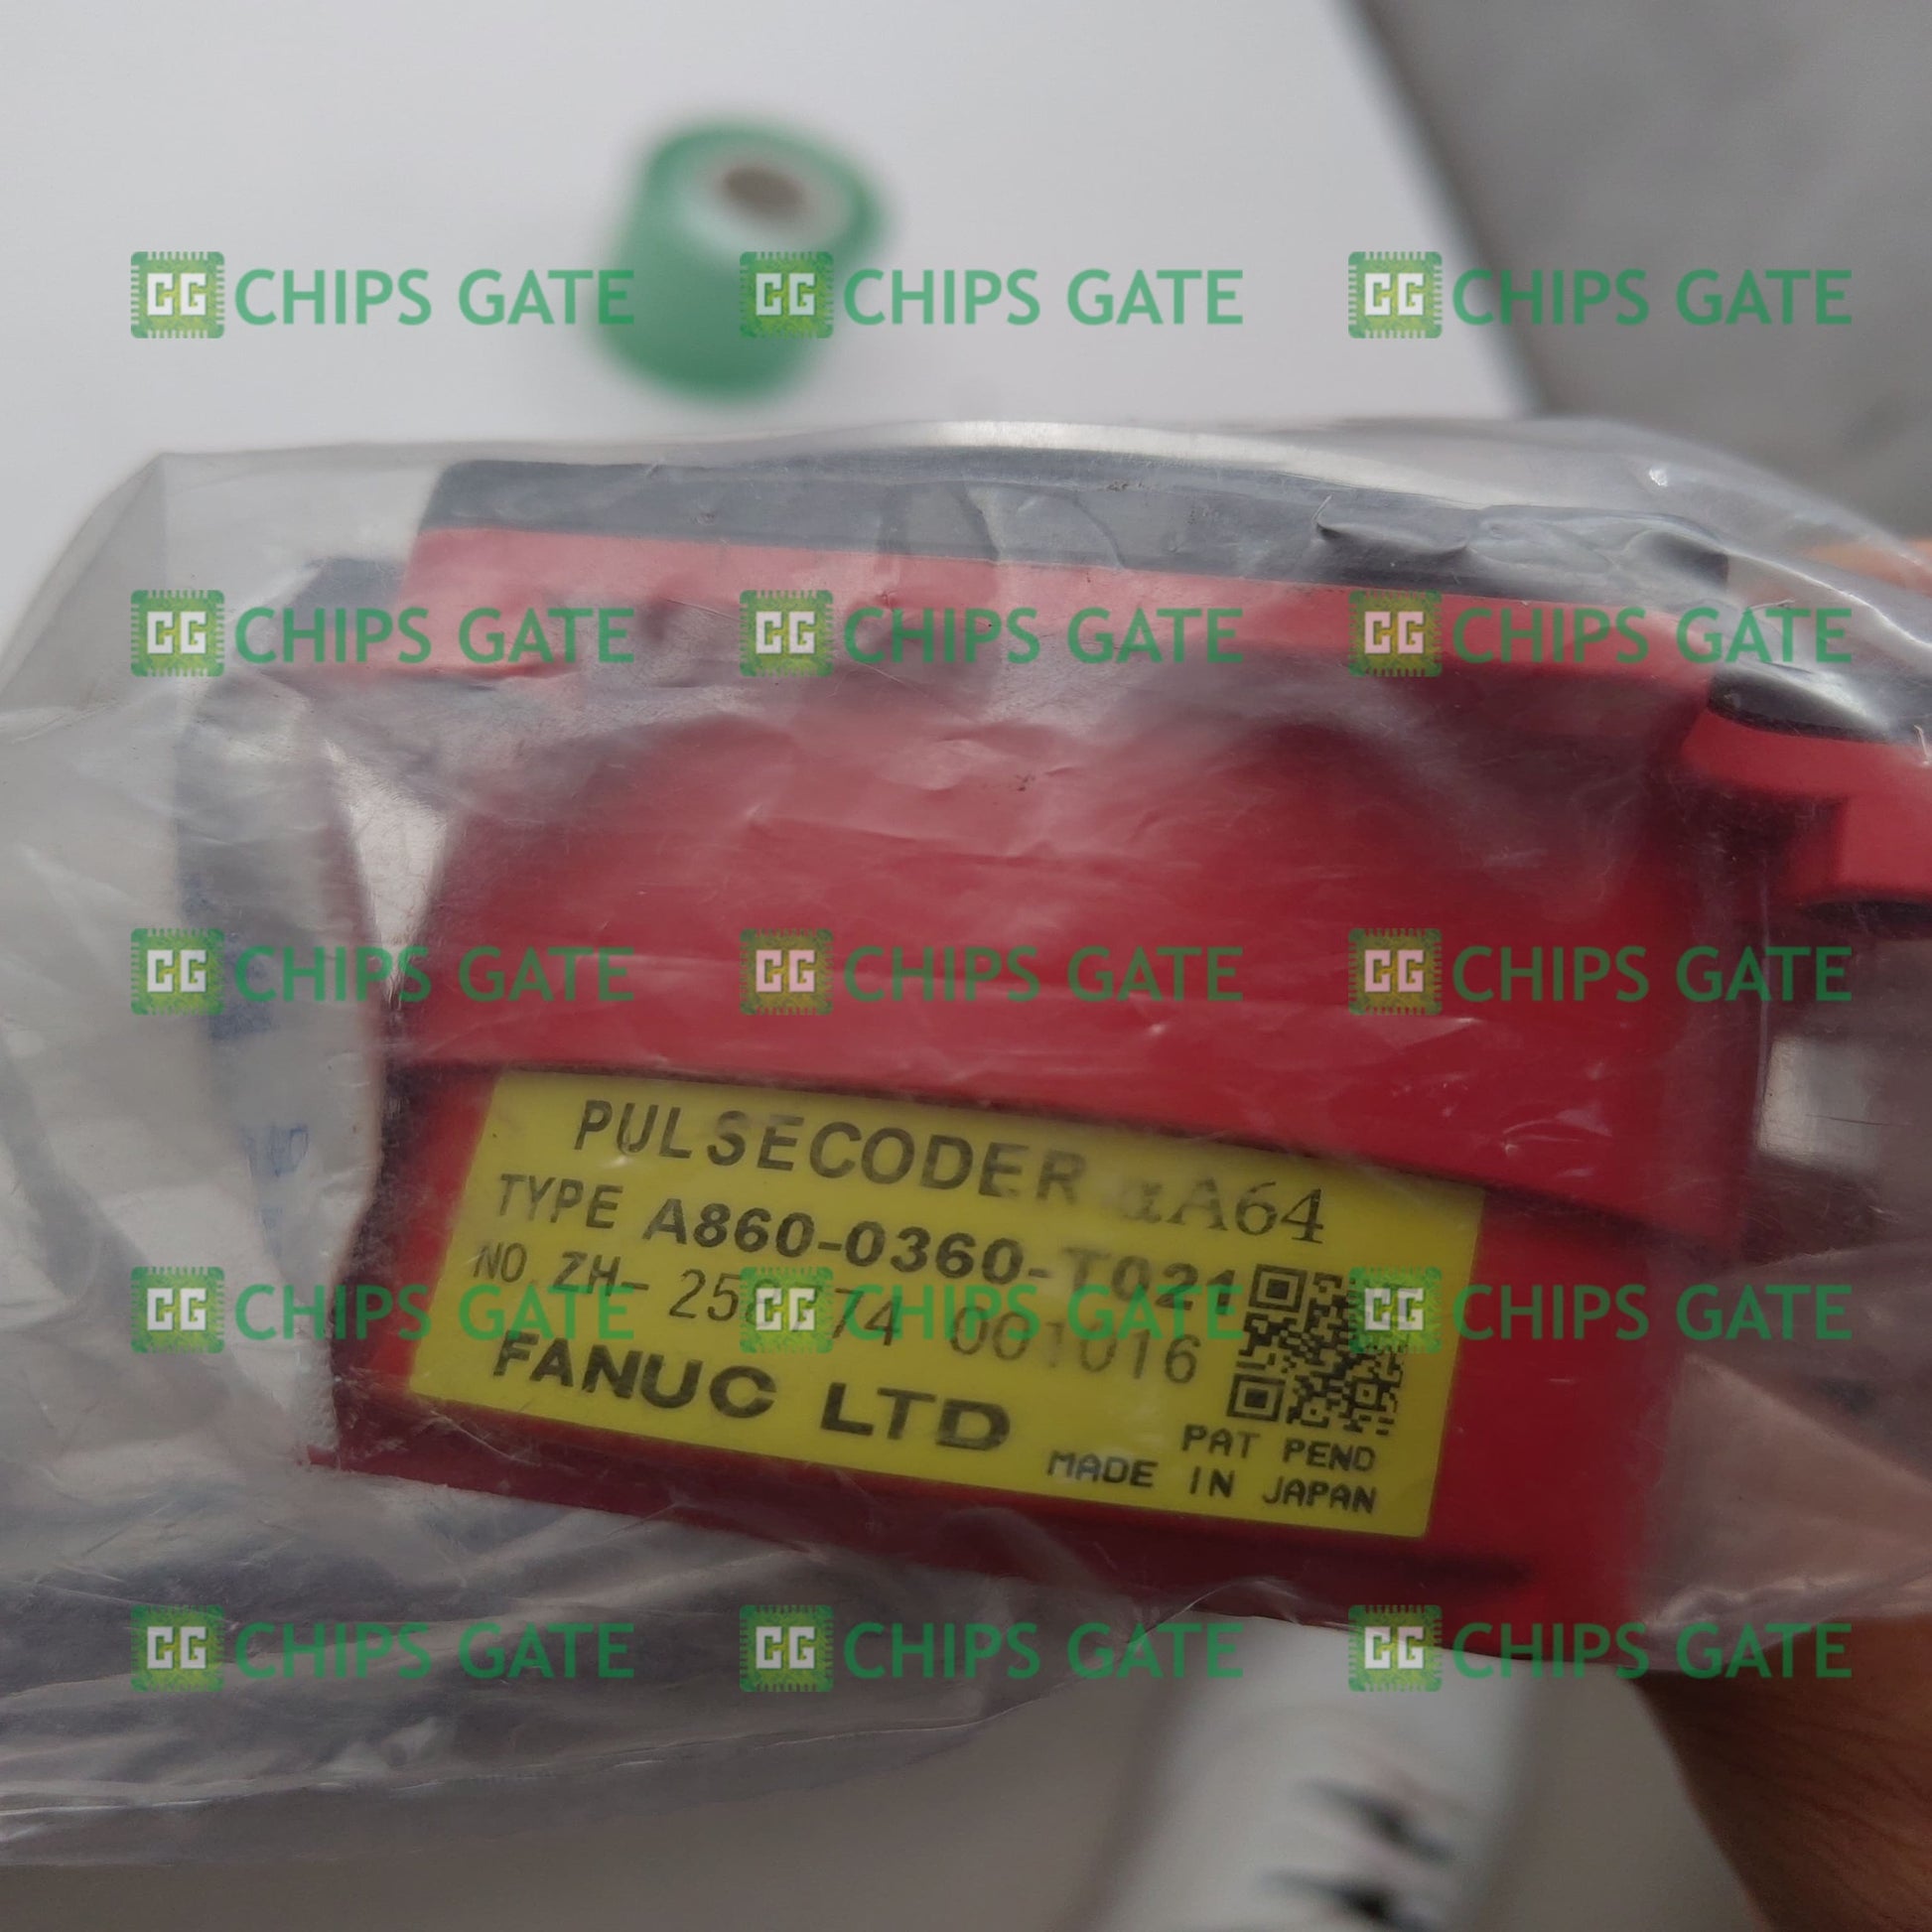 CG CHIPS GATE CG CHIPS GATE CG CHIPS GATE
CG CHIPS GATE CG CHIPS GATE CG CHIPS GATE
CG CHIPS GATE CG CHIPS GATE CG CHIPS GATE
PULSECODER αA64
TYPE A860-0360-T021
NO. ZH- 001016
FANUC LTD
PAT PEND
MADE IN JAPAN
CG CHIPS GATE CG CHIPS GATE CG CHIPS GATE
CG CHIPS GATE CG CHIPS GATE CG CHIPS GATE